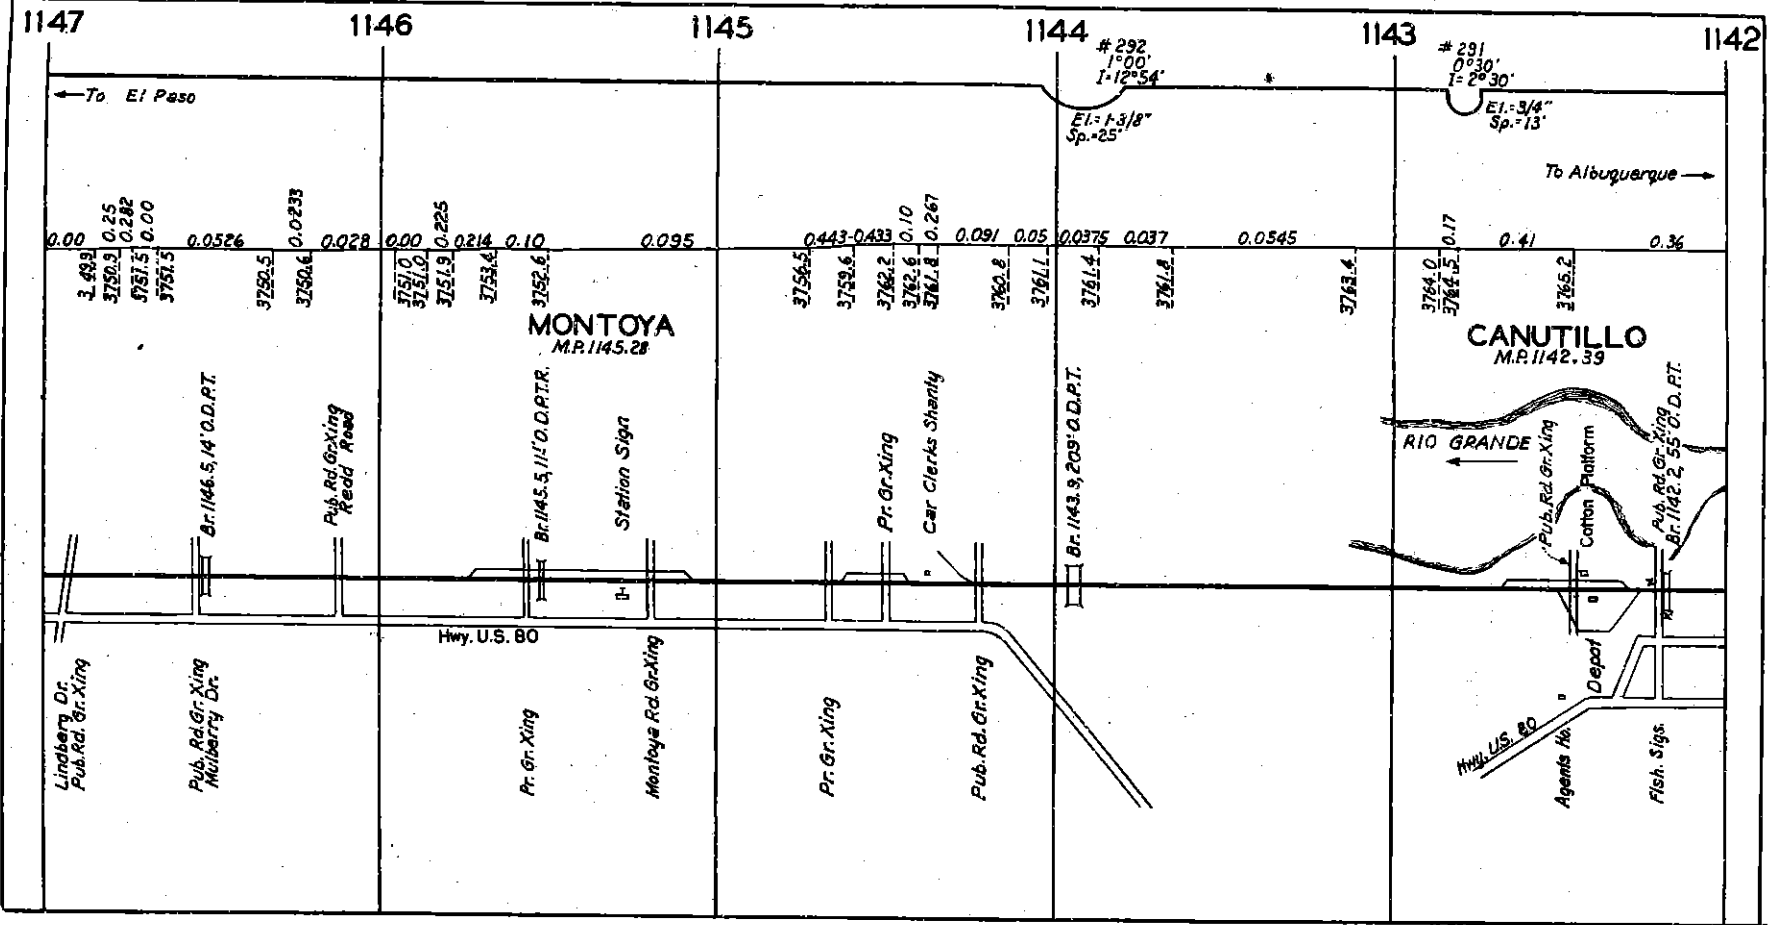 1147
1146
1145
1144
1143
1142
# 292
1°00'
I=12°54'
El.=1-3/8"
Sp.=25'
# 291
0°30'
I=2°30'
El.=3/4"
Sp.=13'
←To El Paso
To Albuquerque→
0.00
0.25
0.282
0.00
0.0526
0.0233
0.028
0.00
0.225
0.214
0.10
0.095
0.443
0.433
0.10
0.267
0.091
0.05
0.0375
0.037
0.0545
0.17
0.41
0.36
3750.9
3751.5
3751.5
3750.5
3750.6
3751.0
3751.0
3751.9
3753.4
3752.6
3756.5
3759.6
3762.2
3762.6
3761.8
3760.8
3761.1
3761.4
3761.8
3763.4
3764.0
3764.5
3765.2
MONTOYA
M.P. 1145.28
CANUTILLO
M.P. 1142.39
Br. 1146.5, 14' O.D.P.T.
Pub. Rd. Gr. Xing
Redd Road
Br. 1145.5, 11' O.D.P.T.R.
Station Sign
Pr. Gr. Xing
Car Clerks Shanty
Br. 1143.9, 209' O.D.P.T.
RIO GRANDE
Pub. Rd. Gr. Xing
Cotton Platform
Pub. Rd. Gr. Xing
Br. 1142.2, 55' O.D.P.T.
Hwy. U.S. 80
Lindberg Dr.
Pub. Rd. Gr. Xing
Pub. Rd. Gr. Xing
Mulberry Dr.
Pr. Gr. Xing
Montoya Rd. Gr. Xing
Pr. Gr. Xing
Pub. Rd. Gr. Xing
Hwy. U.S. 80
Agents Ho.
Depot
Flsh. Sigs.